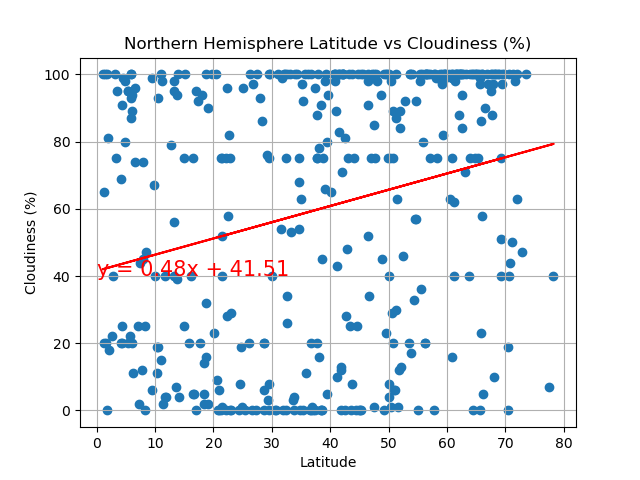 Northern Hemisphere Latitude vs Cloudiness (%)
100
80
60
40
20
0
Cloudiness (%)
y = 0.48x + 41.51
0 10 20 30 40 50 60 70 80
Latitude